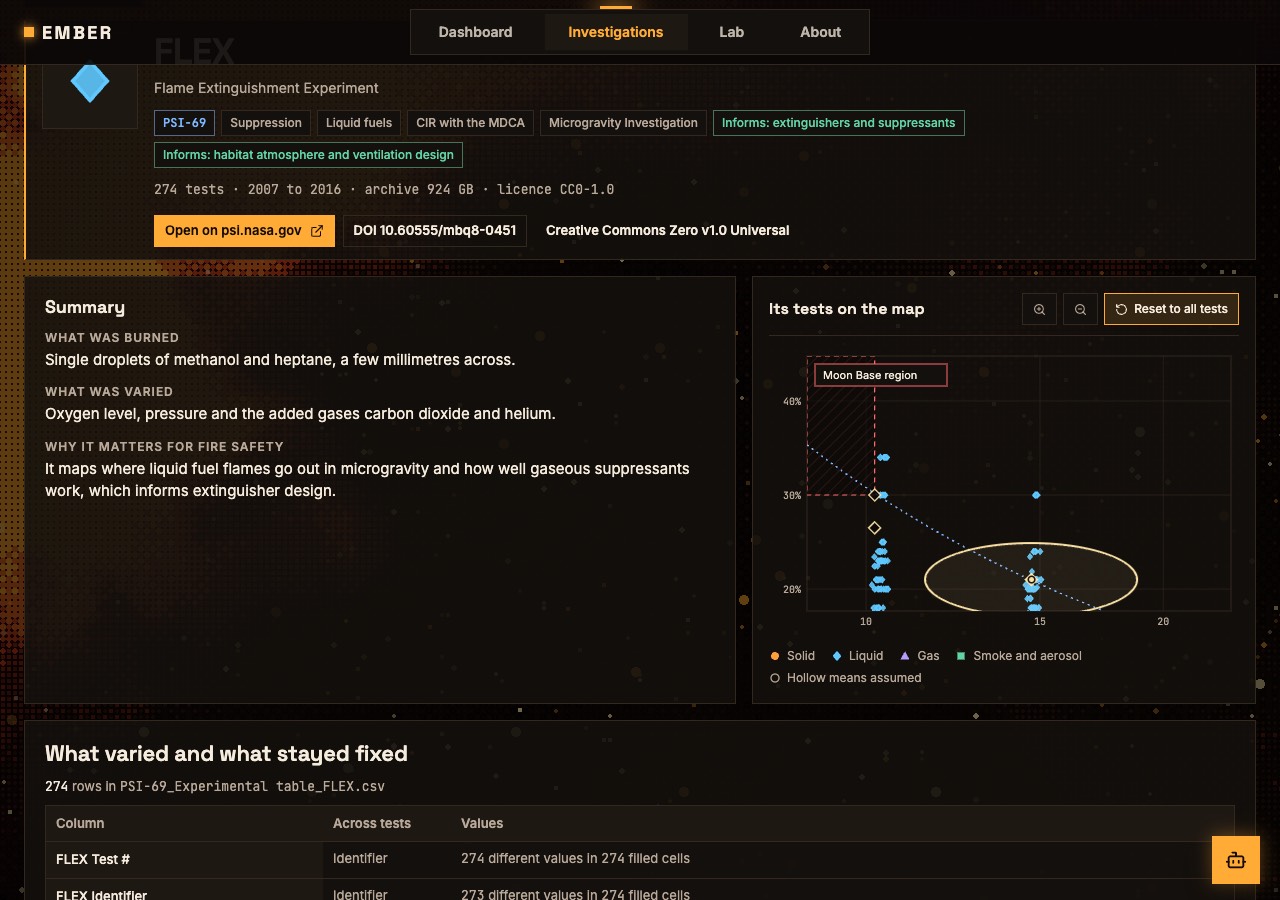 EMBER
Dashboard
Investigations
Lab
About
FLEX
Flame Extinguishment Experiment
PSI-69
Suppression
Liquid fuels
CIR with the MDCA
Microgravity Investigation
Informs: extinguishers and suppressants
Informs: habitat atmosphere and ventilation design
274 tests · 2007 to 2016 · archive 924 GB · licence CC0-1.0
Open on psi.nasa.gov
DOI 10.60555/mbq8-0451
Creative Commons Zero v1.0 Universal
Summary
WHAT WAS BURNED
Single droplets of methanol and heptane, a few millimetres across.
WHAT WAS VARIED
Oxygen level, pressure and the added gases carbon dioxide and helium.
WHY IT MATTERS FOR FIRE SAFETY
It maps where liquid fuel flames go out in microgravity and how well gaseous suppressants
work, which informs extinguisher design.
Its tests on the map
Reset to all tests
Moon Base region
40%
30%
20%
10
15
20
Solid
Liquid
Gas
Smoke and aerosol
Hollow means assumed
What varied and what stayed fixed
274 rows in PSI-69_Experimental table_FLEX.csv
Column
Across tests
Values
FLEX Test #
Identifier
274 different values in 274 filled cells
FLEX Identifier
Identifier
273 different values in 274 filled cells